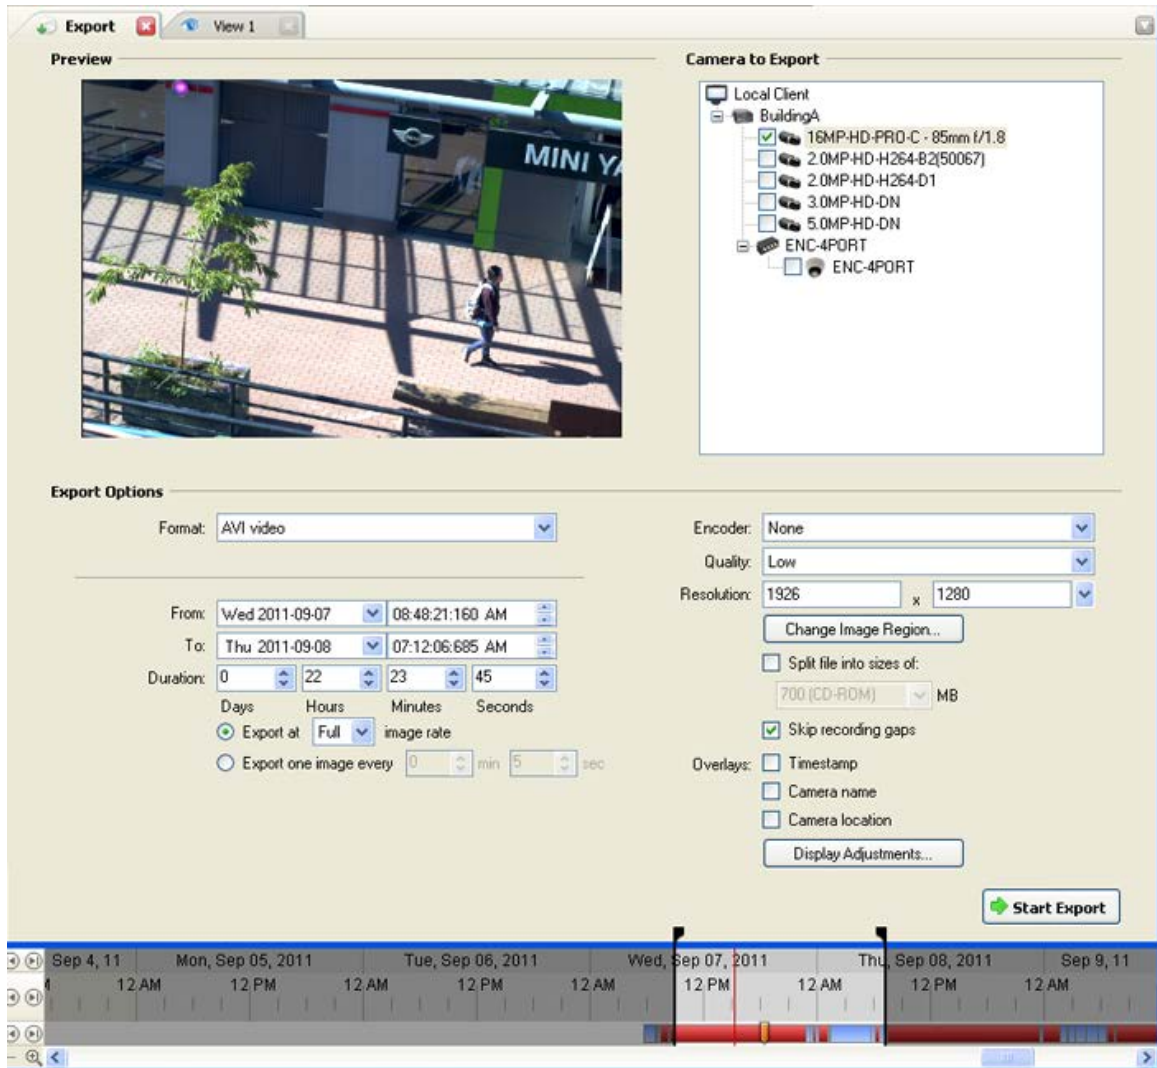 Export
View 1
Preview
MINI YA
Camera to Export
Local Client
BuildingA
16MP-HD-PRO-C - 85mm f/1.8
2.0MP-HD-H264-B2(50067)
2.0MP-HD-H264-D1
3.0MP-HD-DN
5.0MP-HD-DN
ENC-4PORT
ENC-4PORT
Export Options
Format: AVI video
From: Wed 2011-09-07 08:48:21:160 AM
To: Thu 2011-09-08 07:12:06:685 AM
Duration: 0 22 23 45
Days Hours Minutes Seconds
Export at Full image rate
Export one image every 0 min 5 sec
Encoder: None
Quality: Low
Resolution: 1926 x 1280
Change Image Region...
Split file into sizes of:
700 (CD-ROM) MB
Skip recording gaps
Overlays: Timestamp
Camera name
Camera location
Display Adjustments...
Start Export
Sep 4, 11 Mon, Sep 05, 2011 Tue, Sep 06, 2011 Wed, Sep 07, 2011 Thu, Sep 08, 2011 Sep 9, 11
12 AM 12 PM 12 AM 12 PM 12 AM 12 PM 12 AM 12 PM 12 AM